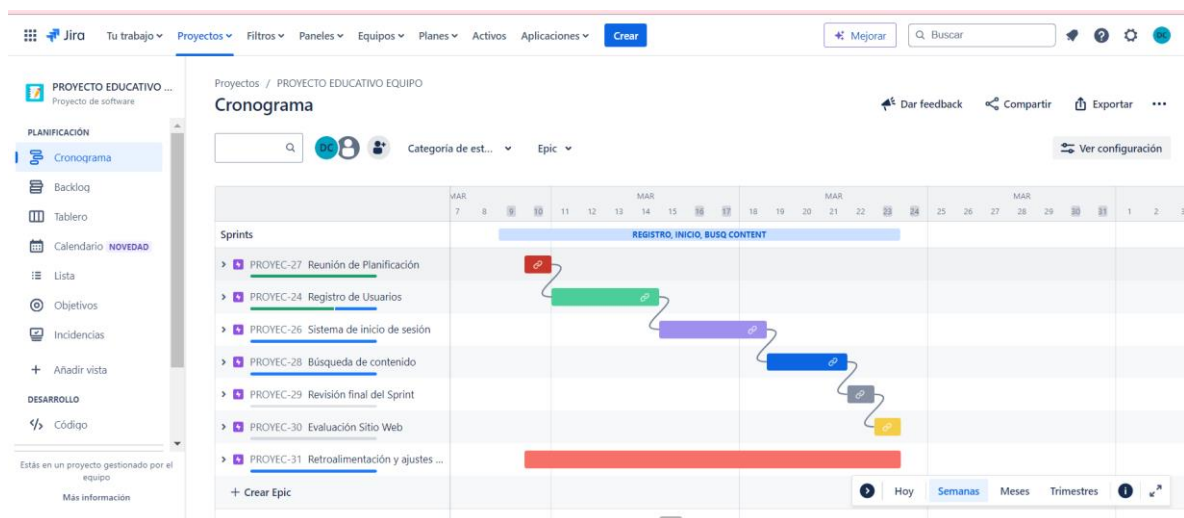 Jira Tu trabajo Proyectos Filtros Paneles Equipos Planes Activos Aplicaciones Crear Mejorar Buscar DC
PROYECTO EDUCATIVO ...
Proyecto de software
PLANIFICACIÓN
Cronograma
Backlog
Tablero
Calendario NOVEDAD
Lista
Objetivos
Incidencias
+ Añadir vista
DESARROLLO
Código
Estás en un proyecto gestionado por el
equipo
Más información
Proyectos / PROYECTO EDUCATIVO EQUIPO
Cronograma
Dar feedback Compartir Exportar ...
DC Categoría de est... Epic Ver configuración
MAR MAR MAR MAR
7 8 9 10 11 12 13 14 15 16 17 18 19 20 21 22 23 24 25 26 27 28 29 30 31 1 2
Sprints REGISTRO, INICIO, BUSQ CONTENT
PROYEC-27 Reunión de Planificación
PROYEC-24 Registro de Usuarios
PROYEC-26 Sistema de inicio de sesión
PROYEC-28 Búsqueda de contenido
PROYEC-29 Revisión final del Sprint
PROYEC-30 Evaluación Sitio Web
PROYEC-31 Retroalimentación y ajustes ...
+ Crear Epic
Hoy Semanas Meses Trimestres